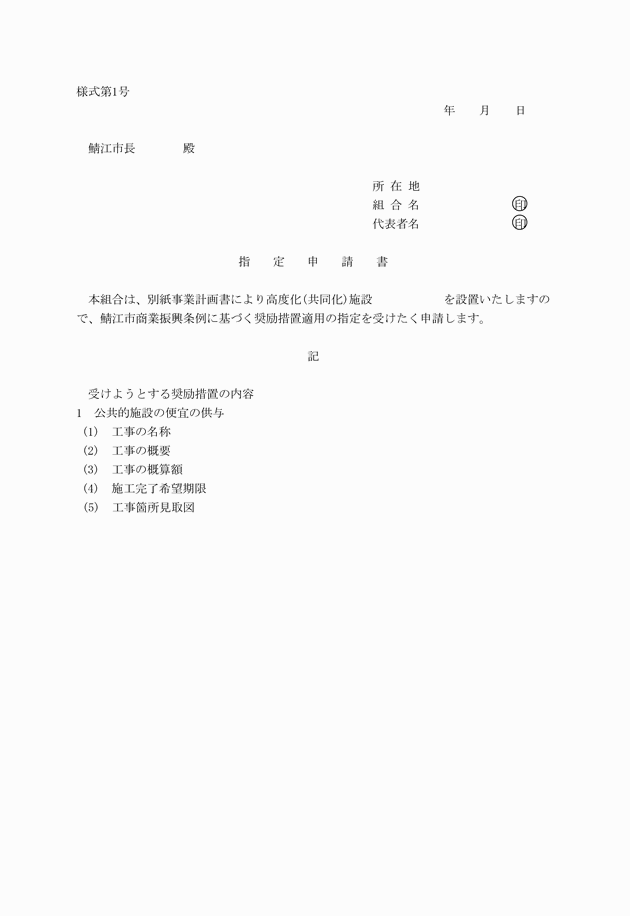 様式第1号
年　　月　　日
鯖江市長　　　　殿
所 在 地
組 合 名　　　　　　　　㊞
代表者名　　　　　　　　㊞
指　定　申　請　書
本組合は、別紙事業計画書により高度化(共同化)施設　　　　　　を設置いたしますの
で、鯖江市商業振興条例に基づく奨励措置適用の指定を受けたく申請します。
記
受けようとする奨励措置の内容
1　公共的施設の便宜の供与
(1)　工事の名称
(2)　工事の概要
(3)　工事の概算額
(4)　施工完了希望期限
(5)　工事箇所見取図